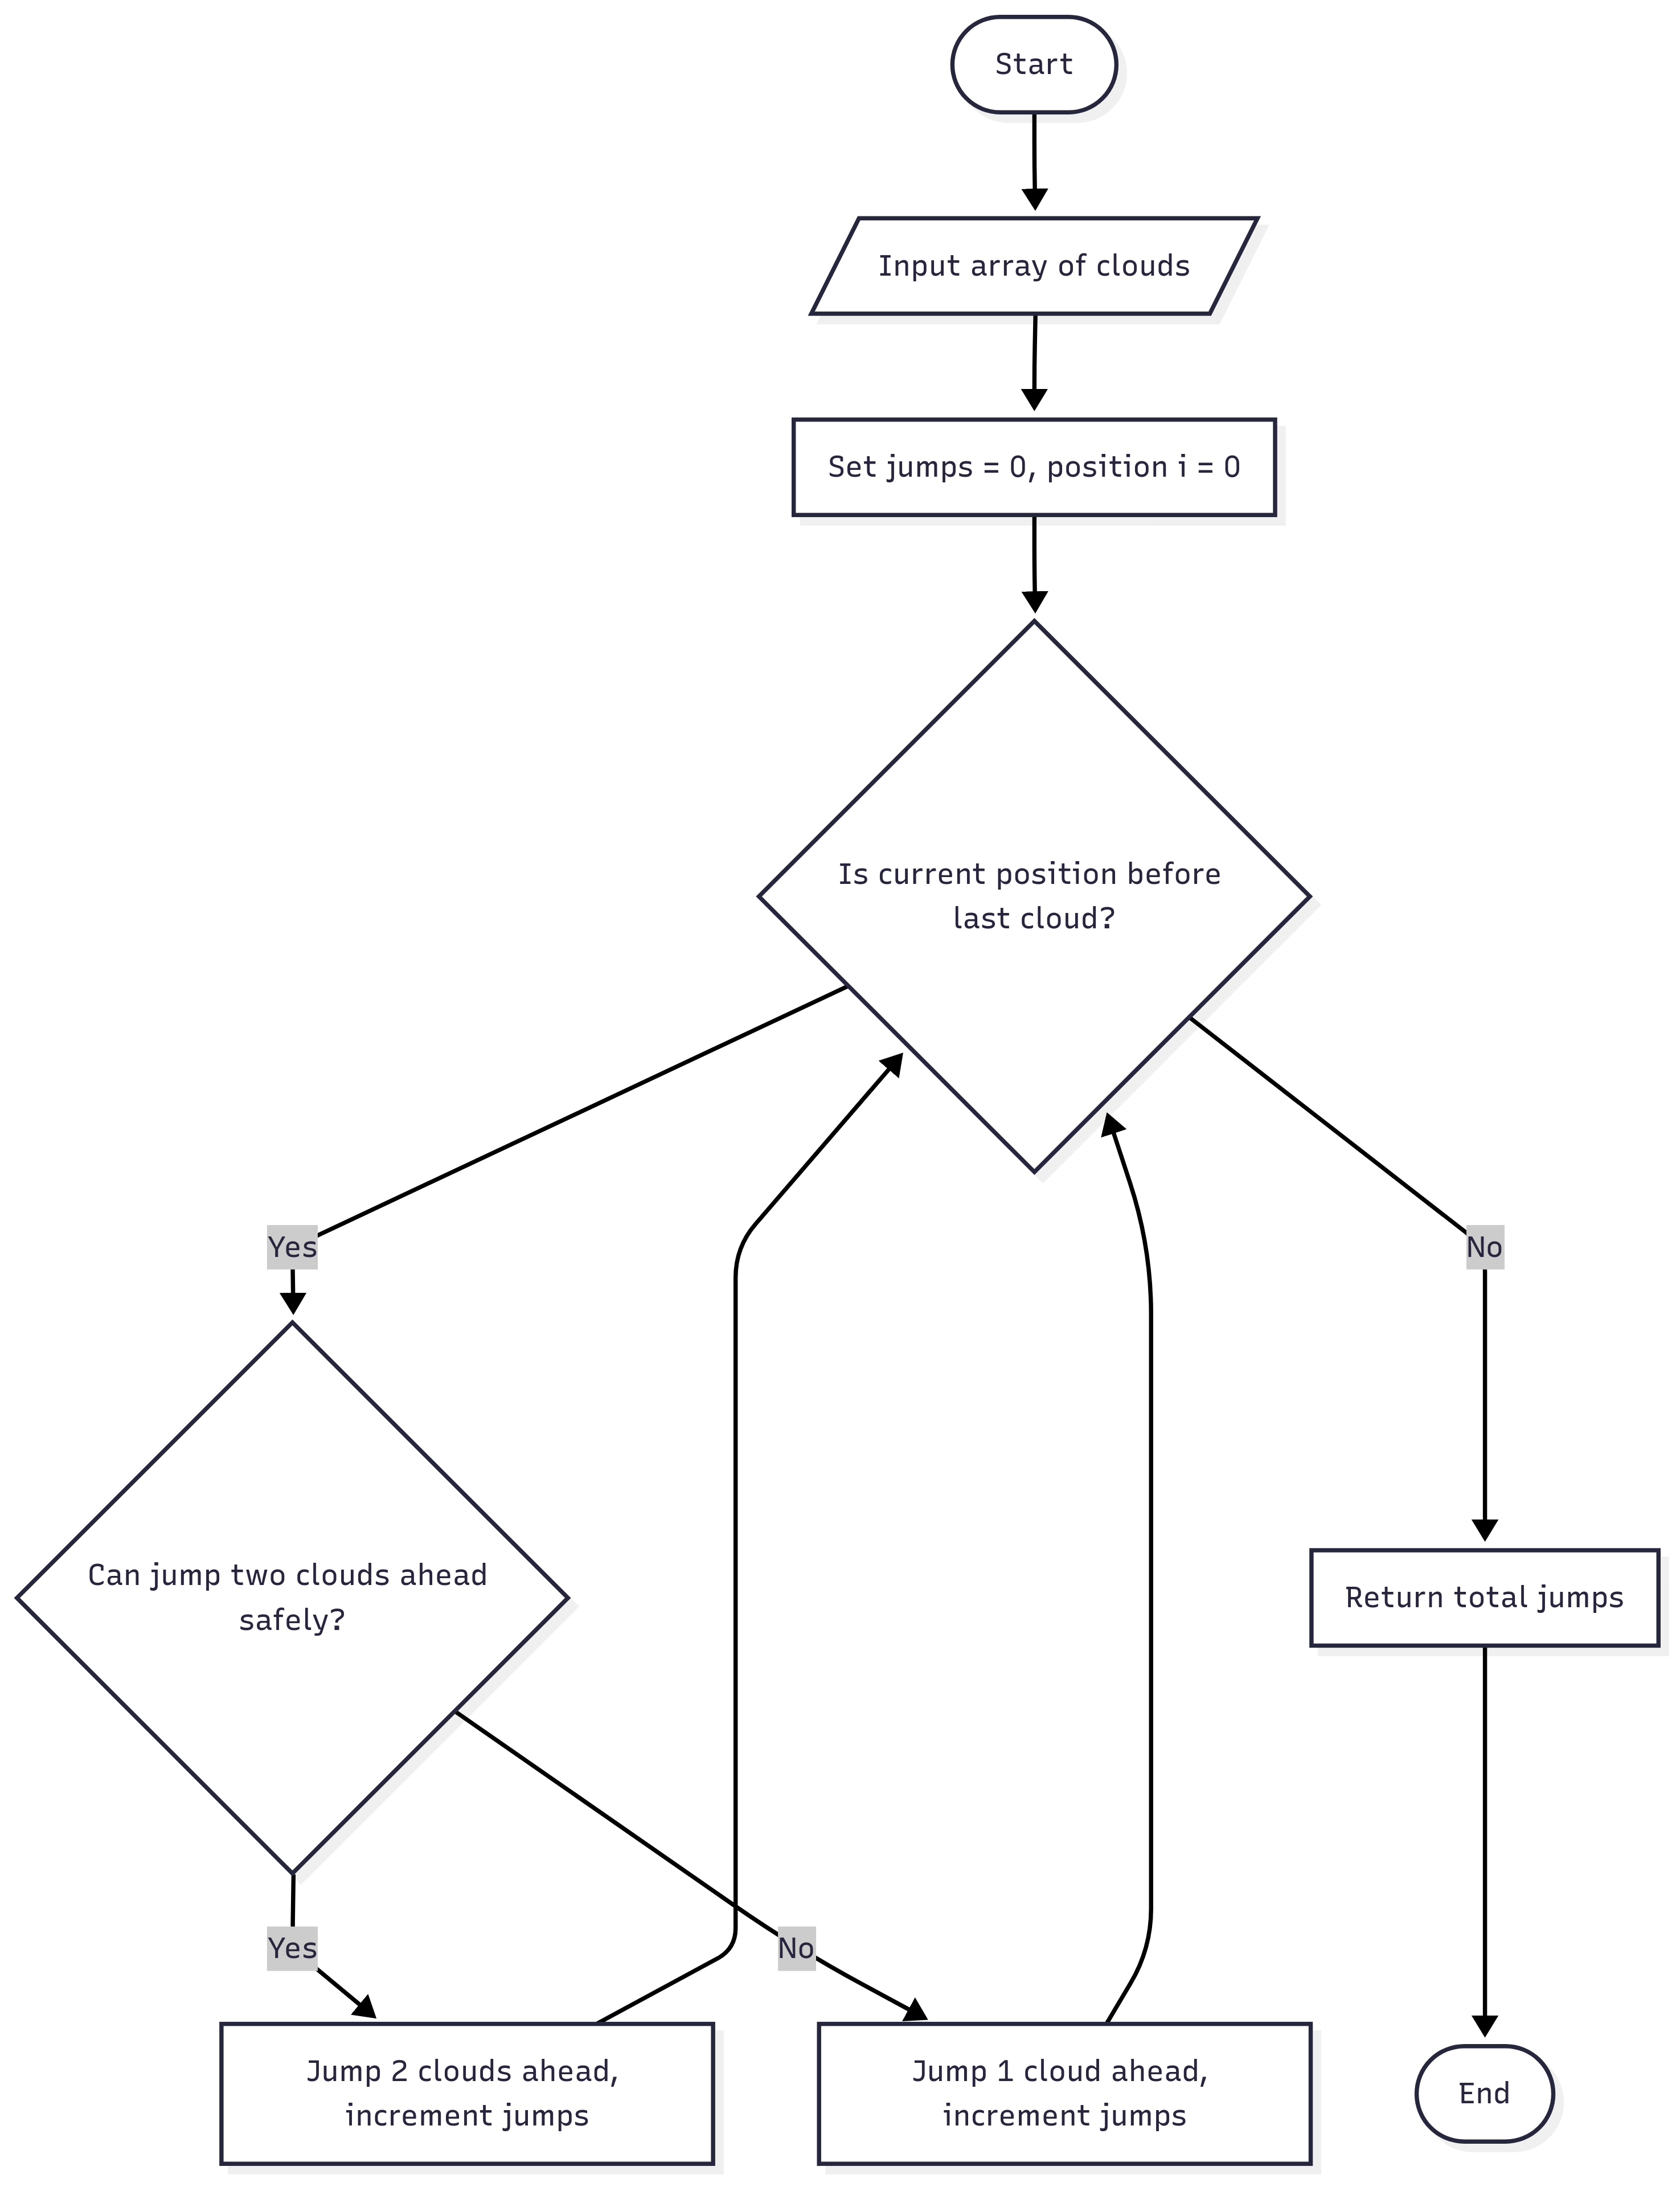 Start
Input array of clouds
Set jumps = 0, position i = 0
Is current position before
last cloud?
Yes
No
Can jump two clouds ahead
safely?
Return total jumps
Yes
No
Jump 2 clouds ahead,
increment jumps
Jump 1 cloud ahead,
increment jumps
End